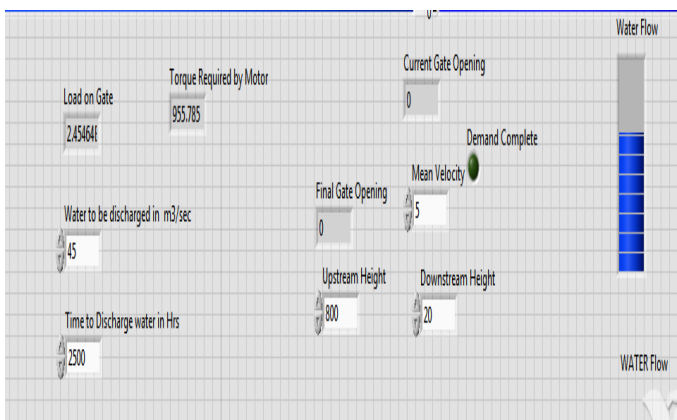 Water Flow
Current Gate Opening
0
Torque Required by Motor
955.785
Load on Gate
Demand Complete
Mean Velocity
5
Final Gate Opening
0
Water to be discharged in m3/sec
45
Upstream Height
800
Downstream Height
20
Time to Discharge water in Hrs
2500
WATER Flow